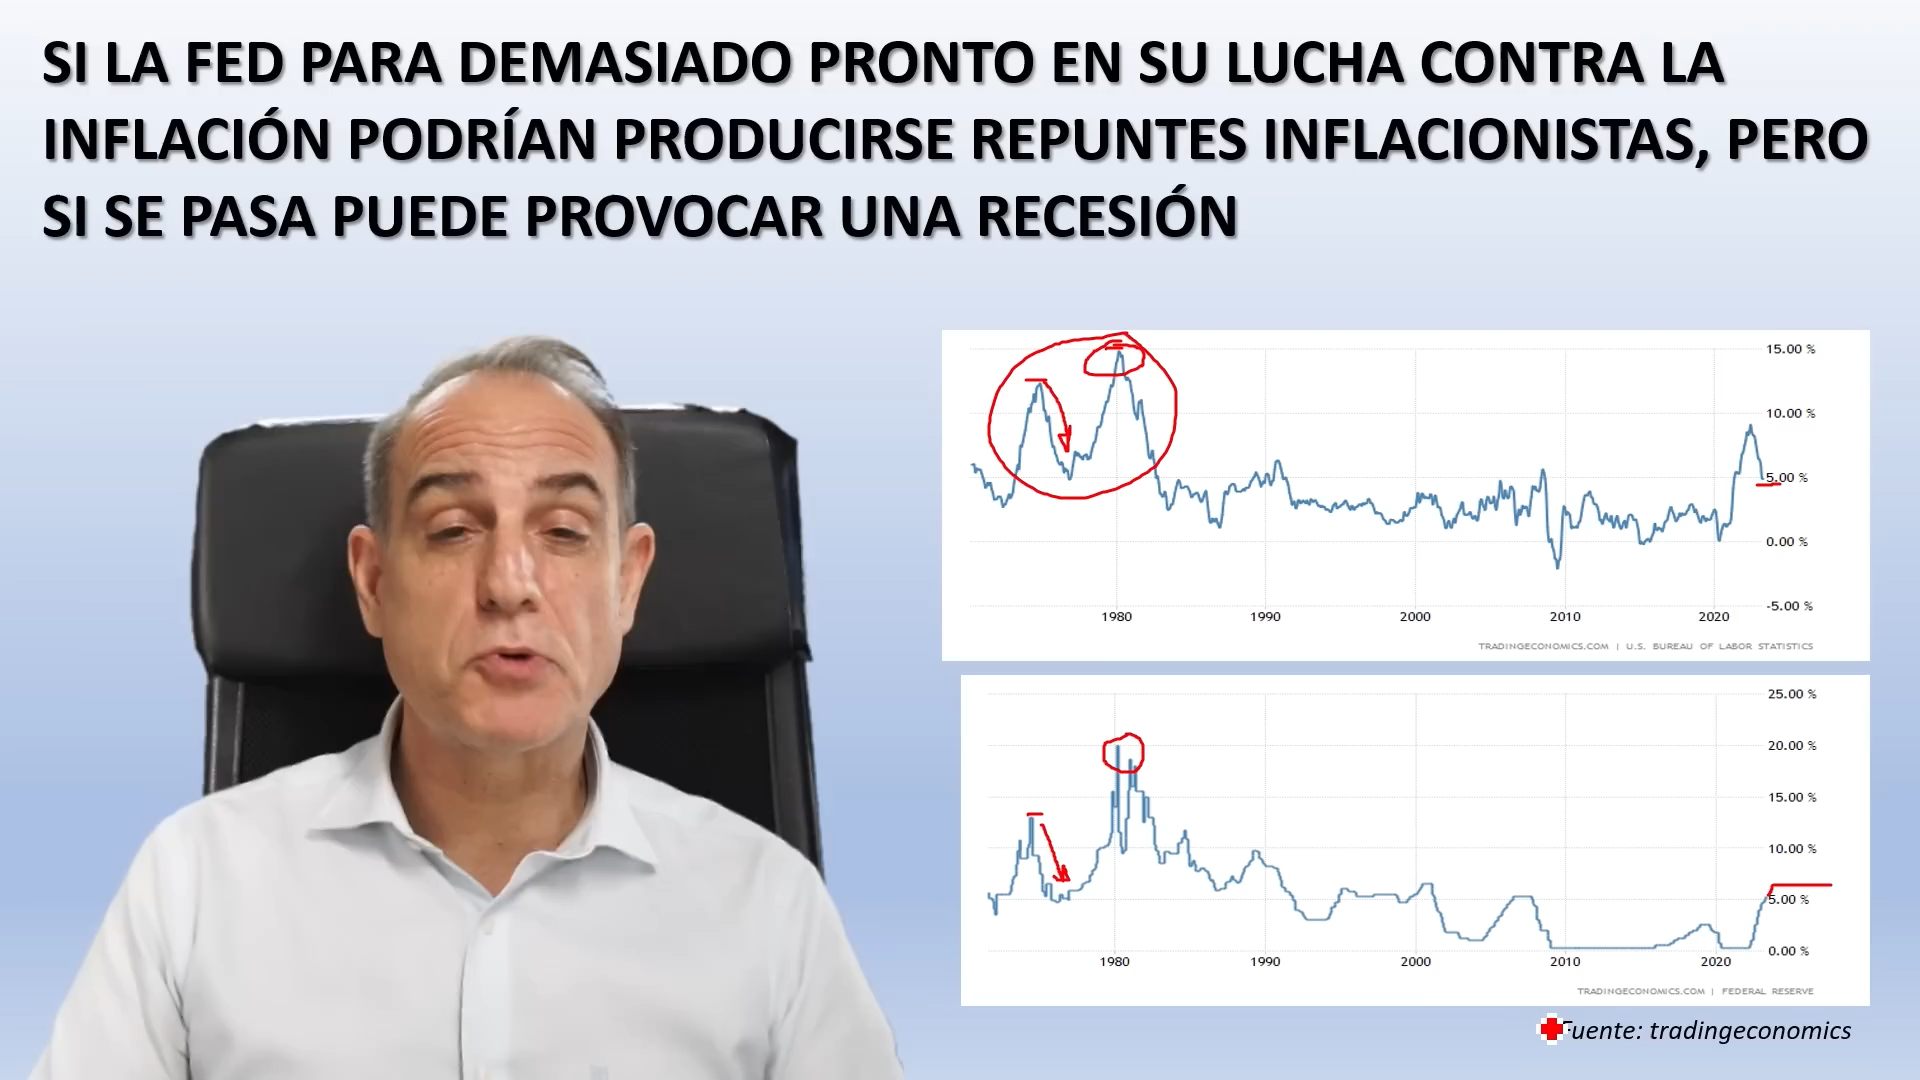 SI LA FED PARA DEMASIADO PRONTO EN SU LUCHA CONTRA LA
INFLACIÓN PODRÍAN PRODUCIRSE REPUNTES INFLACIONISTAS, PERO
SI SE PASA PUEDE PROVOCAR UNA RECESIÓN
15.00 %
10.00 %
5.00 %
0.00 %
-5.00 %
1980 1990 2000 2010 2020
TRADINGECONOMICS.COM | U.S. BUREAU OF LABOR STATISTICS
25.00 %
20.00 %
15.00 %
10.00 %
5.00 %
0.00 %
1980 1990 2000 2010 2020
TRADINGECONOMICS.COM | FEDERAL RESERVE
Fuente: tradingeconomics